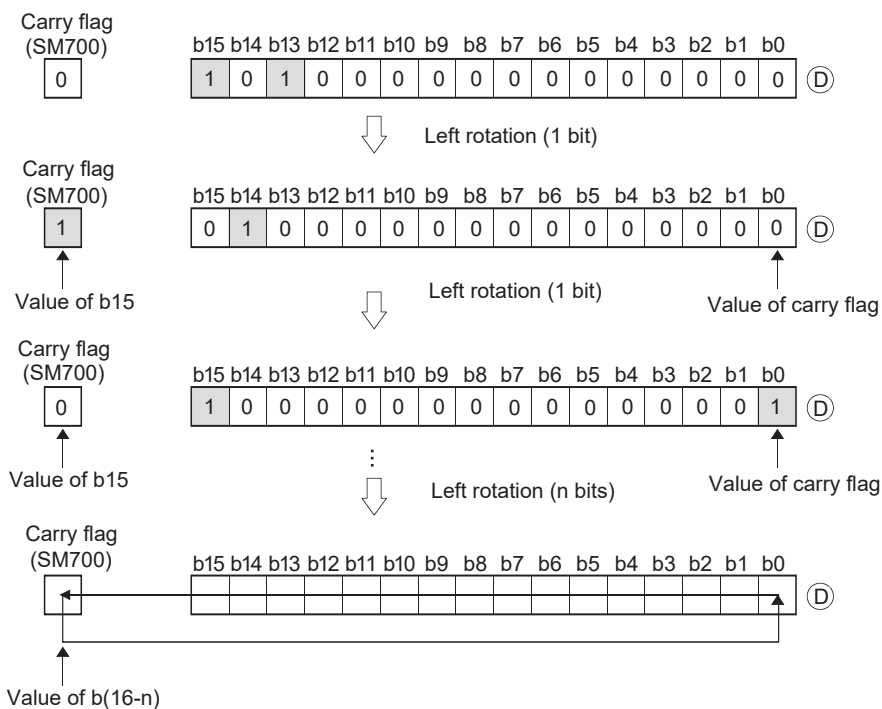 Carry flag
(SM700)
b15 b14 b13 b12 b11 b10 b9 b8 b7 b6 b5 b4 b3 b2 b1 b0
0 1 0 1 0 0 0 0 0 0 0 0 0 0 0 0 0 D
Left rotation (1 bit)
Carry flag
(SM700)
b15 b14 b13 b12 b11 b10 b9 b8 b7 b6 b5 b4 b3 b2 b1 b0
1 0 1 0 0 0 0 0 0 0 0 0 0 0 0 0 0 D
Left rotation (1 bit)
Value of b15 Value of carry flag
Carry flag
(SM700)
b15 b14 b13 b12 b11 b10 b9 b8 b7 b6 b5 b4 b3 b2 b1 b0
0 1 0 0 0 0 0 0 0 0 0 0 0 0 0 0 1 D
Value of b15 Value of carry flag
⋮
Left rotation (n bits)
Carry flag
(SM700)
b15 b14 b13 b12 b11 b10 b9 b8 b7 b6 b5 b4 b3 b2 b1 b0
D
Value of b(16-n)